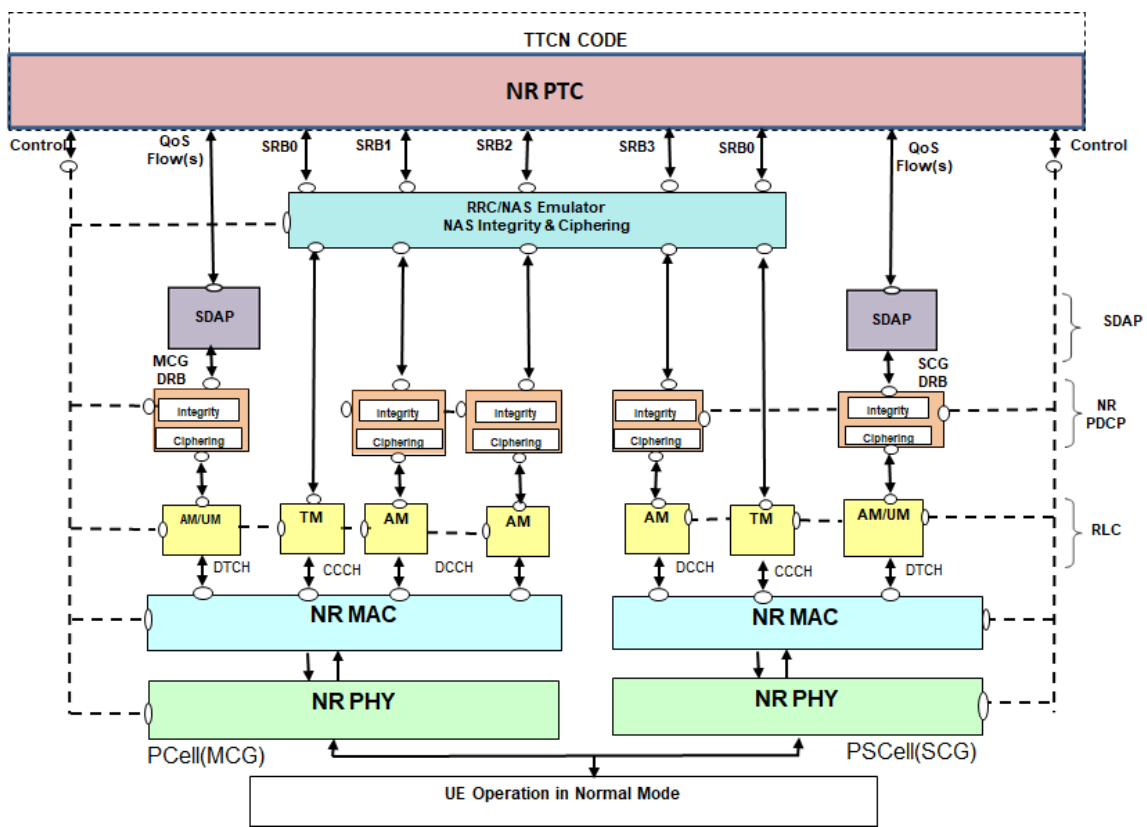 TTCN CODE
NR PTC
Control
QoS
Flow(s)
SRB0
SRB1
SRB2
SRB3
SRB0
QoS
Flow(s)
Control
RRC/NAS Emulator
NAS Integrity & Ciphering
SDAP
SDAP
SDAP
MCG
DRB
SCG
DRB
Integrity
Ciphering
Integrity
Ciphering
Integrity
Ciphering
Integrity
Ciphering
Integrity
Ciphering
NR
PDCP
AM/UM
TM
AM
AM
AM
TM
AM/UM
RLC
DTCH
CCCH
DCCH
DCCH
CCCH
DTCH
NR MAC
NR MAC
NR PHY
NR PHY
PCell(MCG)
PSCell(SCG)
UE Operation in Normal Mode